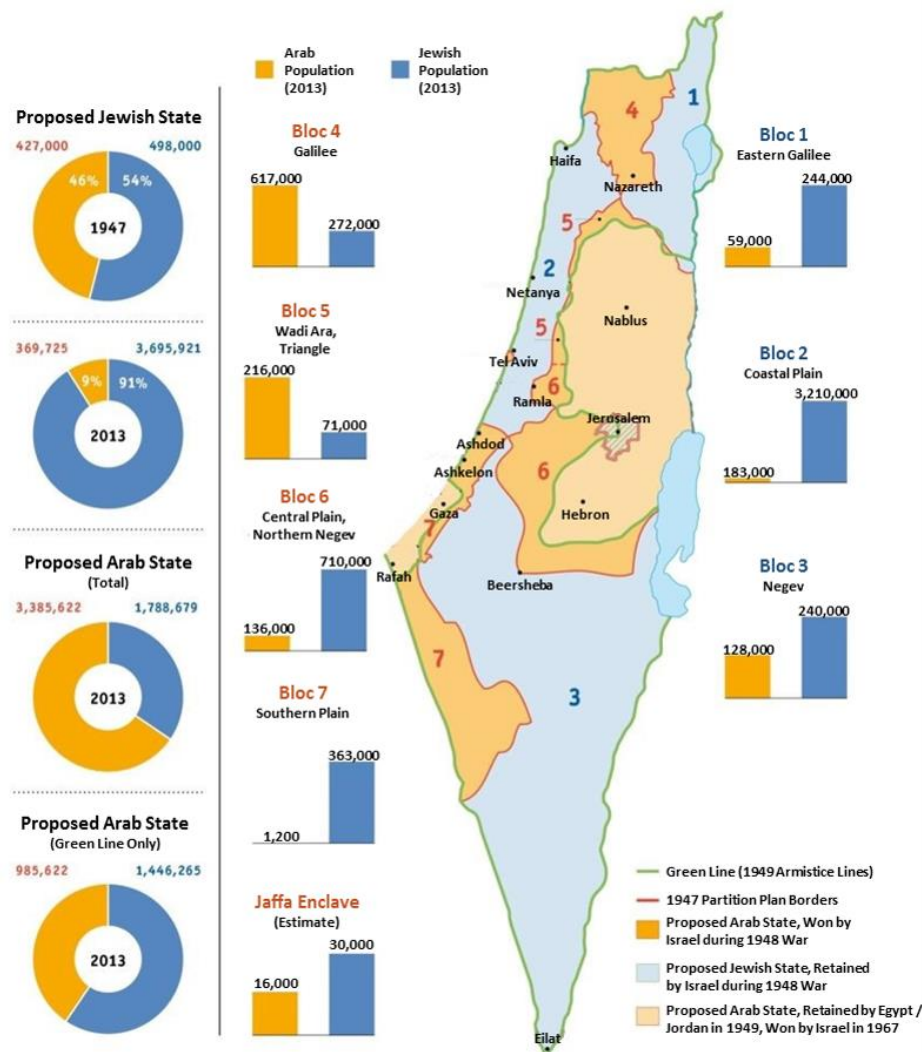 Arab
Population
(2013)
Jewish
Population
(2013)
Proposed Jewish State
427,000
498,000
46%
54%
1947
369,725
3,695,921
9%
91%
2013
Proposed Arab State
(Total)
3,385,622
1,788,679
2013
Proposed Arab State
(Green Line Only)
985,622
1,446,265
2013
Bloc 4
Galilee
617,000
272,000
Bloc 5
Wadi Ara,
Triangle
216,000
71,000
Bloc 6
Central Plain,
Northern Negev
710,000
136,000
Bloc 7
Southern Plain
363,000
1,200
Jaffa Enclave
(Estimate)
30,000
16,000
1
4
Haifa
Nazareth
5
2
Netanya
Nablus
5
Tel Aviv
6
Ramla
Jerusalem
Ashdod
Ashkelon
6
Gaza
Hebron
7
Rafah
Beersheba
7
3
Eilat
Bloc 1
Eastern Galilee
244,000
59,000
Bloc 2
Coastal Plain
3,210,000
183,000
Bloc 3
Negev
240,000
128,000
Green Line (1949 Armistice Lines)
1947 Partition Plan Borders
Proposed Arab State, Won by
Israel during 1948 War
Proposed Jewish State, Retained
by Israel during 1948 War
Proposed Arab State, Retained by Egypt /
Jordan in 1949, Won by Israel in 1967